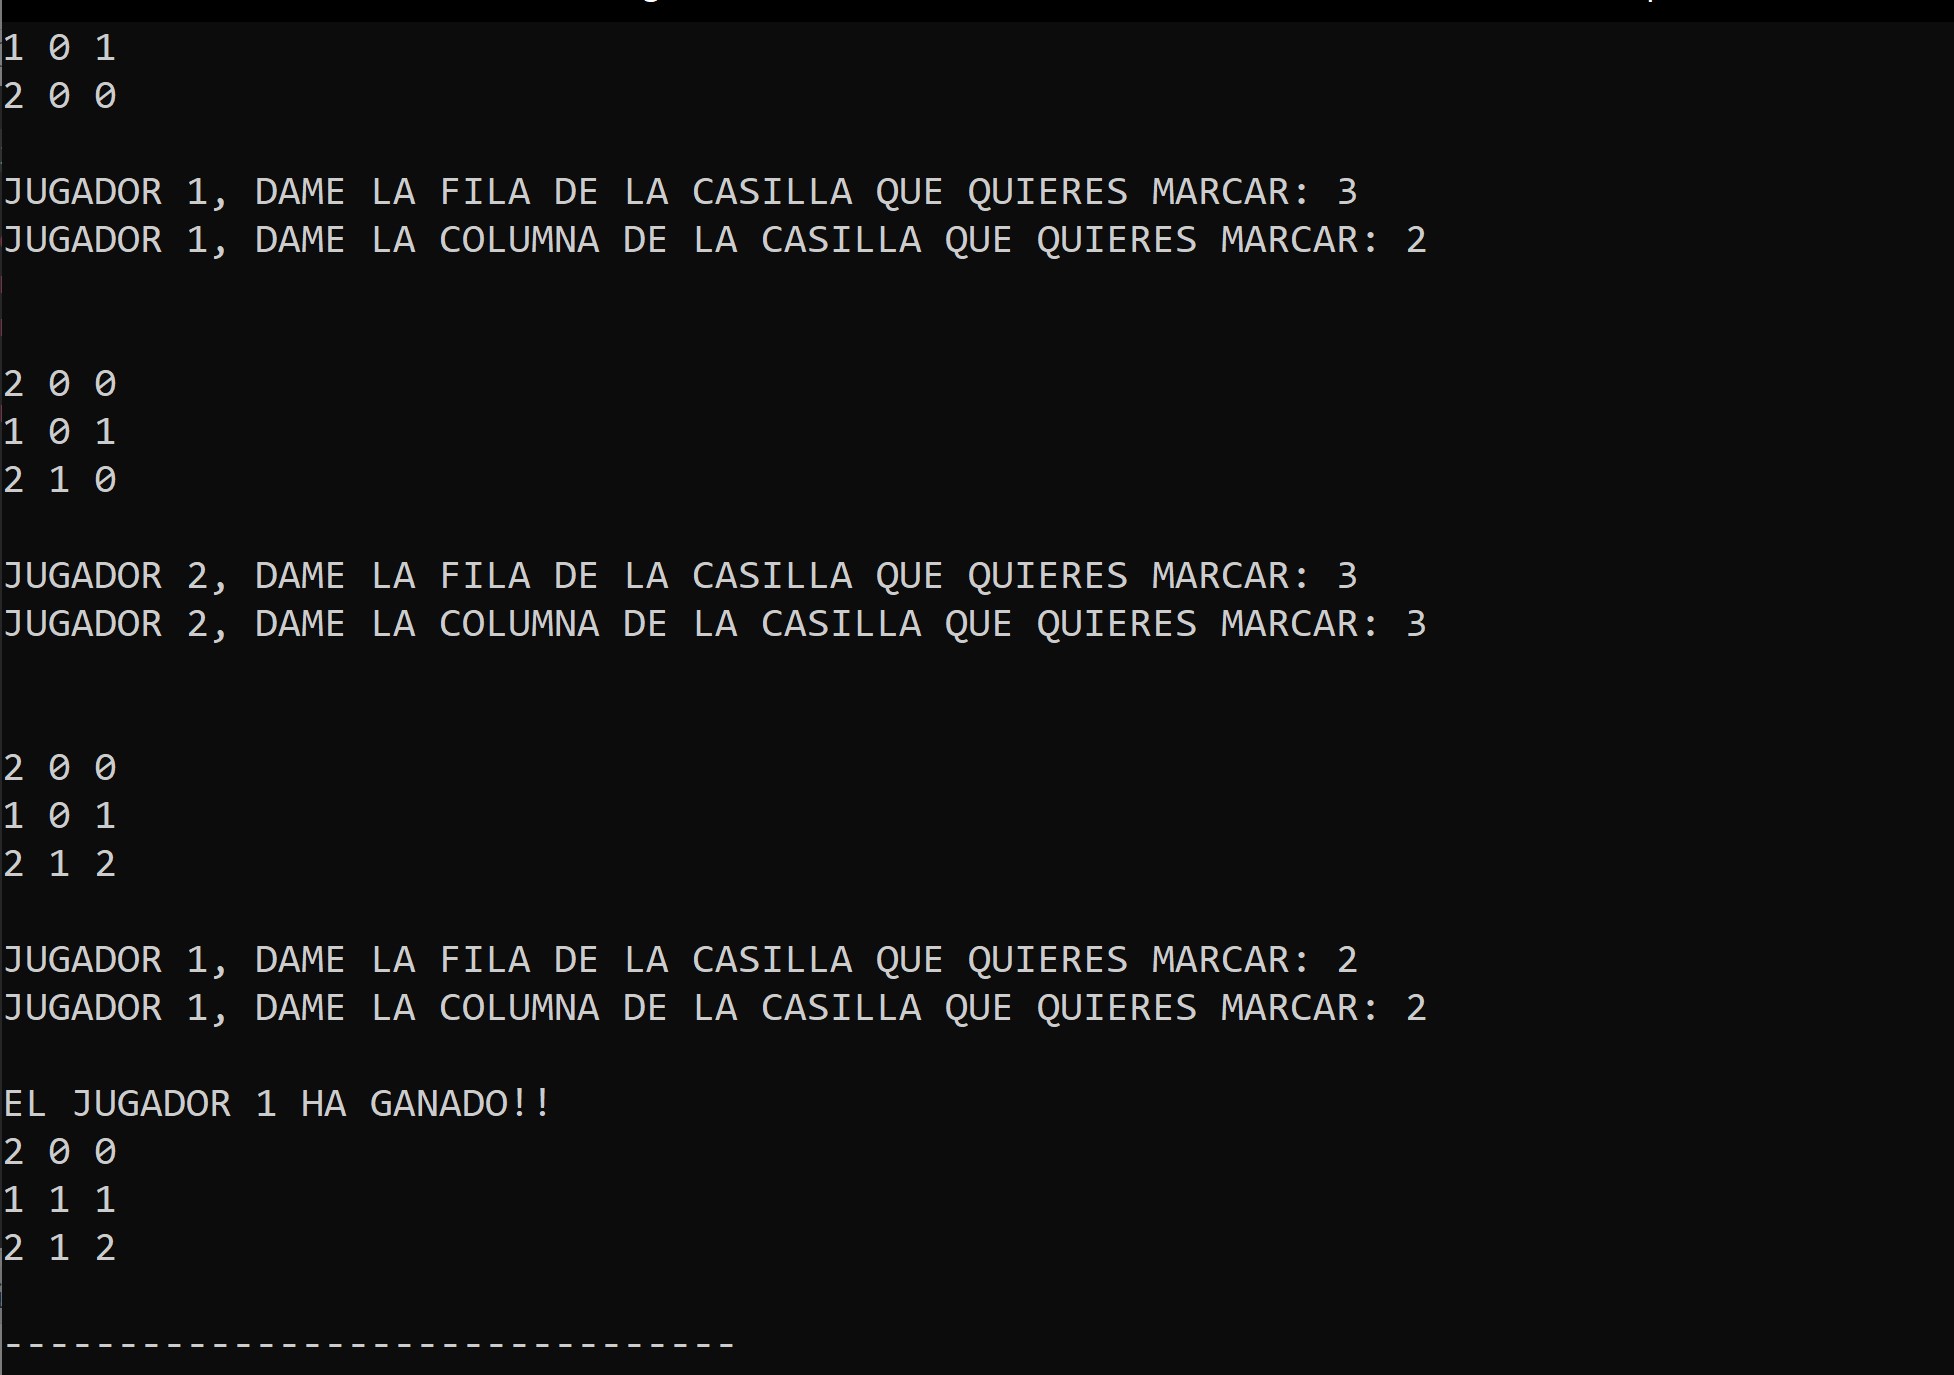 1 0 1
2 0 0
JUGADOR 1, DAME LA FILA DE LA CASILLA QUE QUIERES MARCAR: 3
JUGADOR 1, DAME LA COLUMNA DE LA CASILLA QUE QUIERES MARCAR: 2
2 0 0
1 0 1
2 1 0
JUGADOR 2, DAME LA FILA DE LA CASILLA QUE QUIERES MARCAR: 3
JUGADOR 2, DAME LA COLUMNA DE LA CASILLA QUE QUIERES MARCAR: 3
2 0 0
1 0 1
2 1 2
JUGADOR 1, DAME LA FILA DE LA CASILLA QUE QUIERES MARCAR: 2
JUGADOR 1, DAME LA COLUMNA DE LA CASILLA QUE QUIERES MARCAR: 2
EL JUGADOR 1 HA GANADO!!
2 0 0
1 1 1
2 1 2
--------------------------------